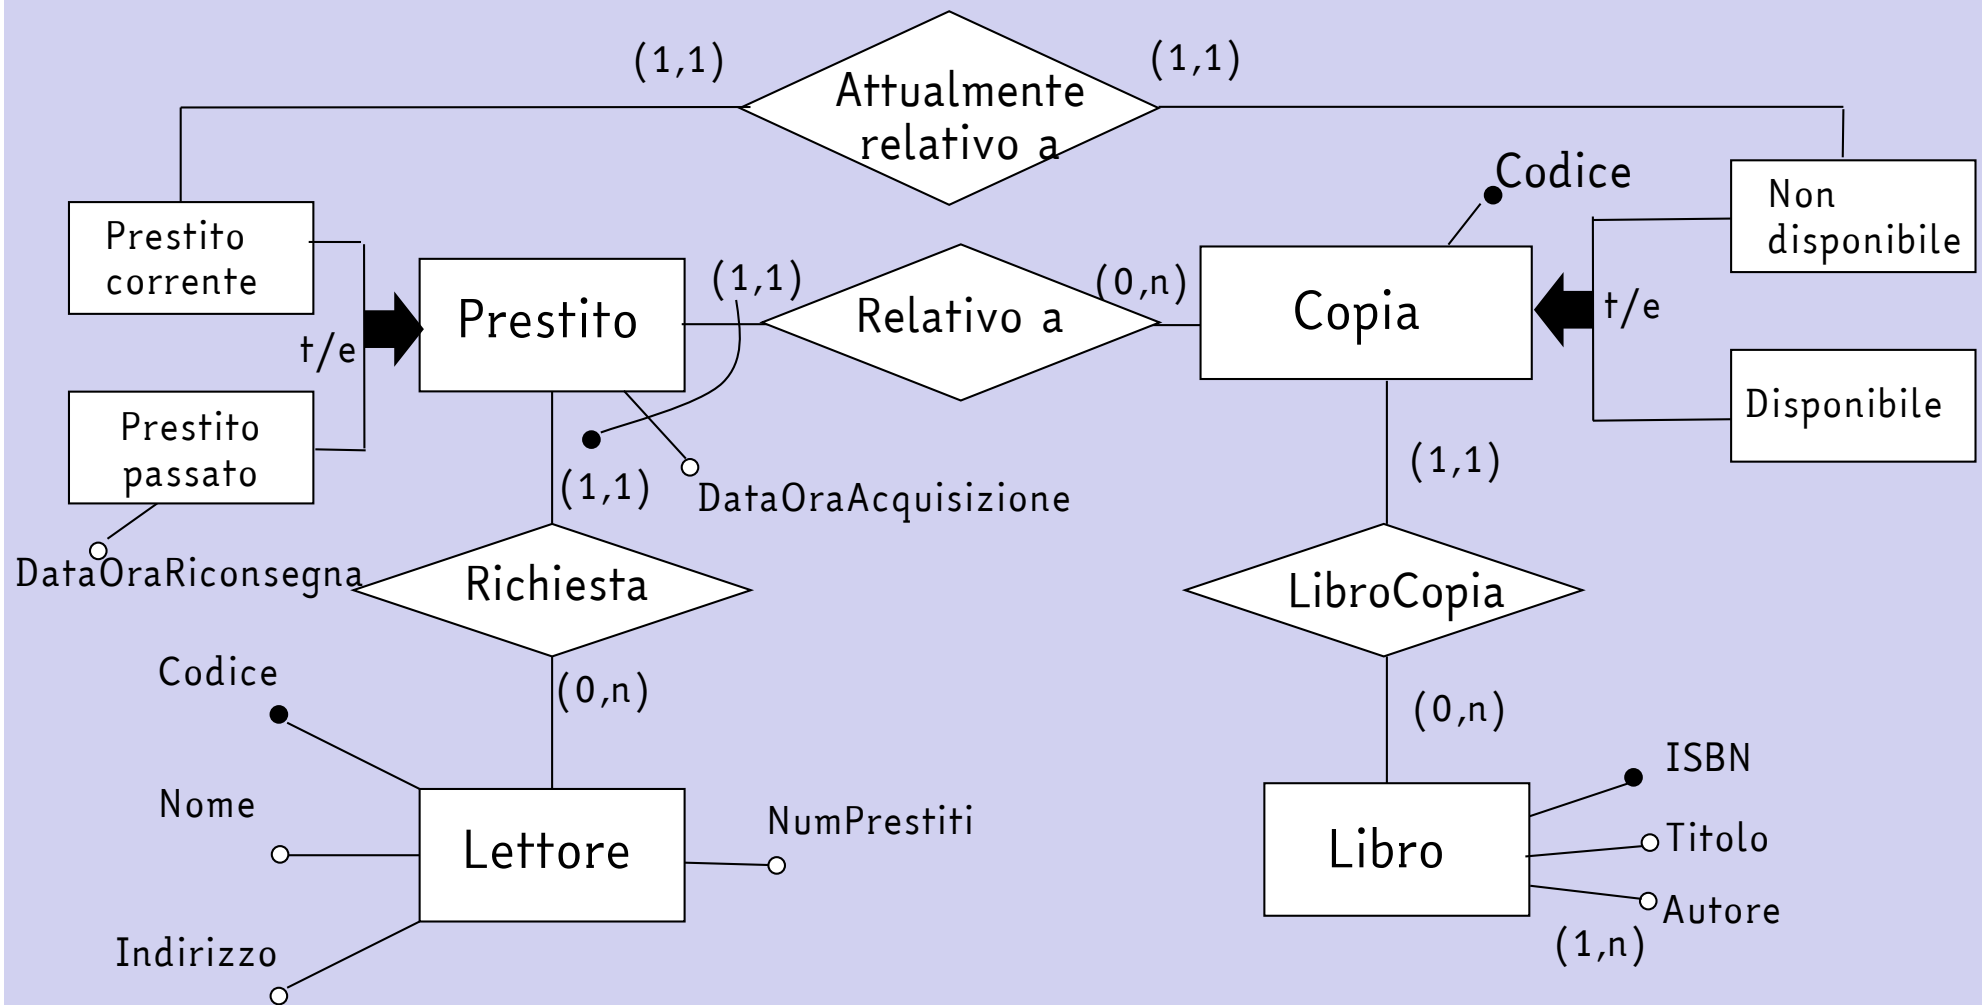 (1,1)
(1,1)
Attualmente
relativo a
Codice
Non
disponibile
Prestito
corrente
(1,1)
(0,n)
Prestito
Relativo a
Copia
t/e
t/e
Prestito
passato
Disponibile
(1,1)
(1,1)
DataOraAcquisizione
DataOraRiconsegna
Richiesta
LibroCopia
Codice
(0,n)
(0,n)
ISBN
Nome
NumPrestiti
Titolo
Lettore
Libro
Autore
(1,n)
Indirizzo